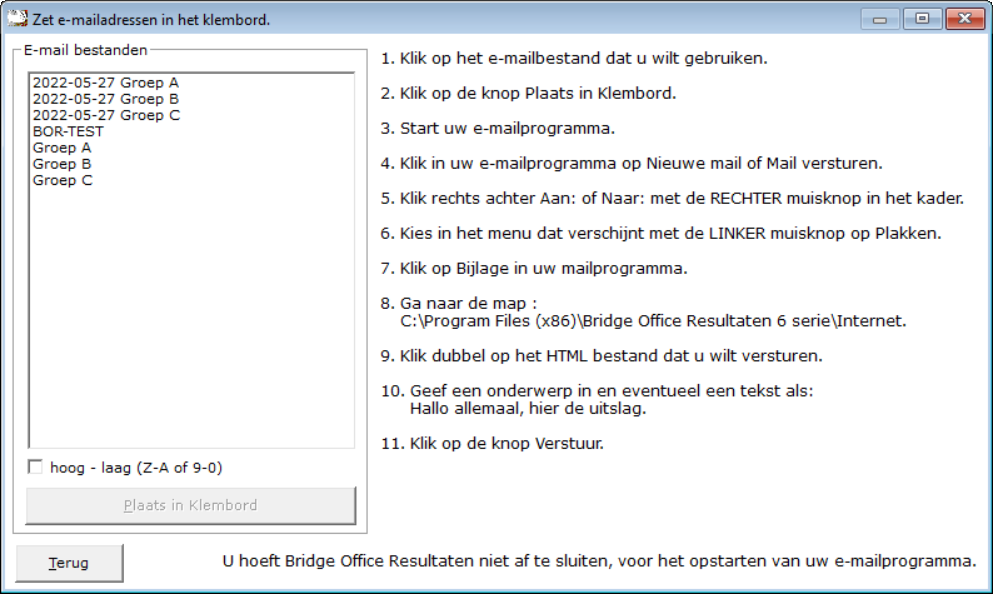 Zet e-mailadressen in het klembord.
E-mail bestanden
2022-05-27 Groep A
2022-05-27 Groep B
2022-05-27 Groep C
BOR-TEST
Groep A
Groep B
Groep C
hoog - laag (Z-A of 9-0)
Plaats in Klembord
1. Klik op het e-mailbestand dat u wilt gebruiken.
2. Klik op de knop Plaats in Klembord.
3. Start uw e-mailprogramma.
4. Klik in uw e-mailprogramma op Nieuwe mail of Mail versturen.
5. Klik rechts achter Aan: of Naar: met de RECHTER muisknop in het kader.
6. Kies in het menu dat verschijnt met de LINKER muisknop op Plakken.
7. Klik op Bijlage in uw mailprogramma.
8. Ga naar de map :
C:\Program Files (x86)\Bridge Office Resultaten 6 serie\Internet.
9. Klik dubbel op het HTML bestand dat u wilt versturen.
10. Geef een onderwerp in en eventueel een tekst als:
Hallo allemaal, hier de uitslag.
11. Klik op de knop Verstuur.
Terug
U hoeft Bridge Office Resultaten niet af te sluiten, voor het opstarten van uw e-mailprogramma.